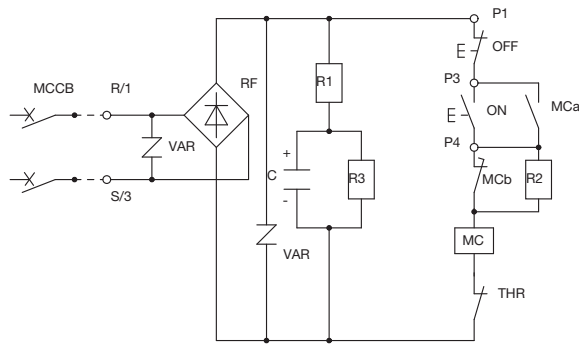 P1
OFF
MCCB
R/1
RF
R1
P3
ON
MCa
VAR
P4
+
C
R3
MCb
R2
-
S/3
VAR
MC
THR